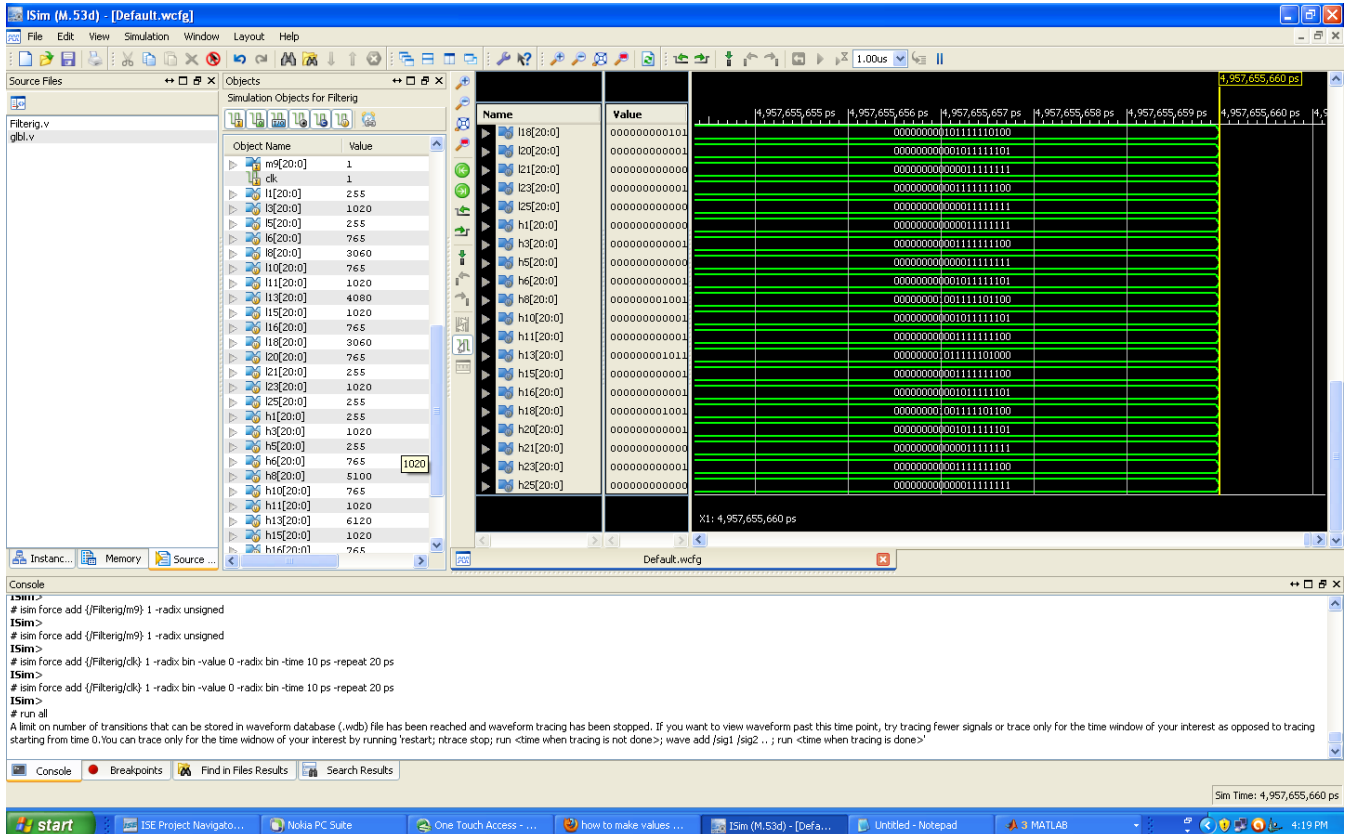 ISim (M.53d) - [Default.wcfg]
File Edit View Simulation Window Layout Help
1.00us
Source Files
Filterig.v
glbl.v
Instanc... Memory Source ...
Objects
Simulation Objects for Filterig
Object Name Value
m9[20:0] 1
clk 1
l1[20:0] 255
l3[20:0] 1020
l5[20:0] 255
l6[20:0] 765
l8[20:0] 3060
l10[20:0] 765
l11[20:0] 1020
l13[20:0] 4080
l15[20:0] 1020
l16[20:0] 765
l18[20:0] 3060
l20[20:0] 765
l21[20:0] 255
l23[20:0] 1020
l25[20:0] 255
h1[20:0] 255
h3[20:0] 1020
h5[20:0] 255
h6[20:0] 765
1020
h8[20:0] 5100
h10[20:0] 765
h11[20:0] 1020
h13[20:0] 6120
h15[20:0] 1020
h16[20:0] 765
4,957,655,660 ps
Name Value
4,957,655,655 ps 4,957,655,656 ps 4,957,655,657 ps 4,957,655,658 ps 4,957,655,659 ps 4,957,655,660 ps
l18[20:0] 000000000101 000000000101111110100
l20[20:0] 000000000001 000000000001011111101
l21[20:0] 000000000000 000000000000011111111
l23[20:0] 000000000001 000000000001111111100
l25[20:0] 000000000000 000000000000011111111
h1[20:0] 000000000000 000000000000011111111
h3[20:0] 000000000001 000000000001111111100
h5[20:0] 000000000000 000000000000011111111
h6[20:0] 000000000001 000000000001011111101
h8[20:0] 000000001001 000000001001111101100
h10[20:0] 000000000001 000000000001011111101
h11[20:0] 000000000001 000000000001111111100
h13[20:0] 000000001011 000000001011111101000
h15[20:0] 000000000001 000000000001111111100
h16[20:0] 000000000001 000000000001011111101
h18[20:0] 000000001001 000000001001111101100
h20[20:0] 000000000001 000000000001011111101
h21[20:0] 000000000000 000000000000011111111
h23[20:0] 000000000001 000000000001111111100
h25[20:0] 000000000000 000000000000011111111
X1: 4,957,655,660 ps
Default.wcfg
Console
ISim>
# isim force add {/Filterig/m9} 1 -radix unsigned
ISim>
# isim force add {/Filterig/m9} 1 -radix unsigned
ISim>
# isim force add {/Filterig/clk} 1 -radix bin -value 0 -radix bin -time 10 ps -repeat 20 ps
ISim>
# isim force add {/Filterig/clk} 1 -radix bin -value 0 -radix bin -time 10 ps -repeat 20 ps
ISim>
# run all
A limit on number of transitions that can be stored in waveform database (.wdb) file has been reached and waveform tracing has been stopped. If you want to view waveform past this time point, try tracing fewer signals or trace only for the time window of your interest as opposed to tracing
starting from time 0.You can trace only for the time widnow of your interest by running 'restart; ntrace stop; run <time when tracing is not done>; wave add /sig1 /sig2 .. ; run <time when tracing is done>'
Console Breakpoints Find in Files Results Search Results
Sim Time: 4,957,655,660 ps
start ISE Project Navigato... Nokia PC Suite One Touch Access - ... how to make values ... ISim (M.53d) - [Defa... Untitled - Notepad 3 MATLAB 4:19 PM